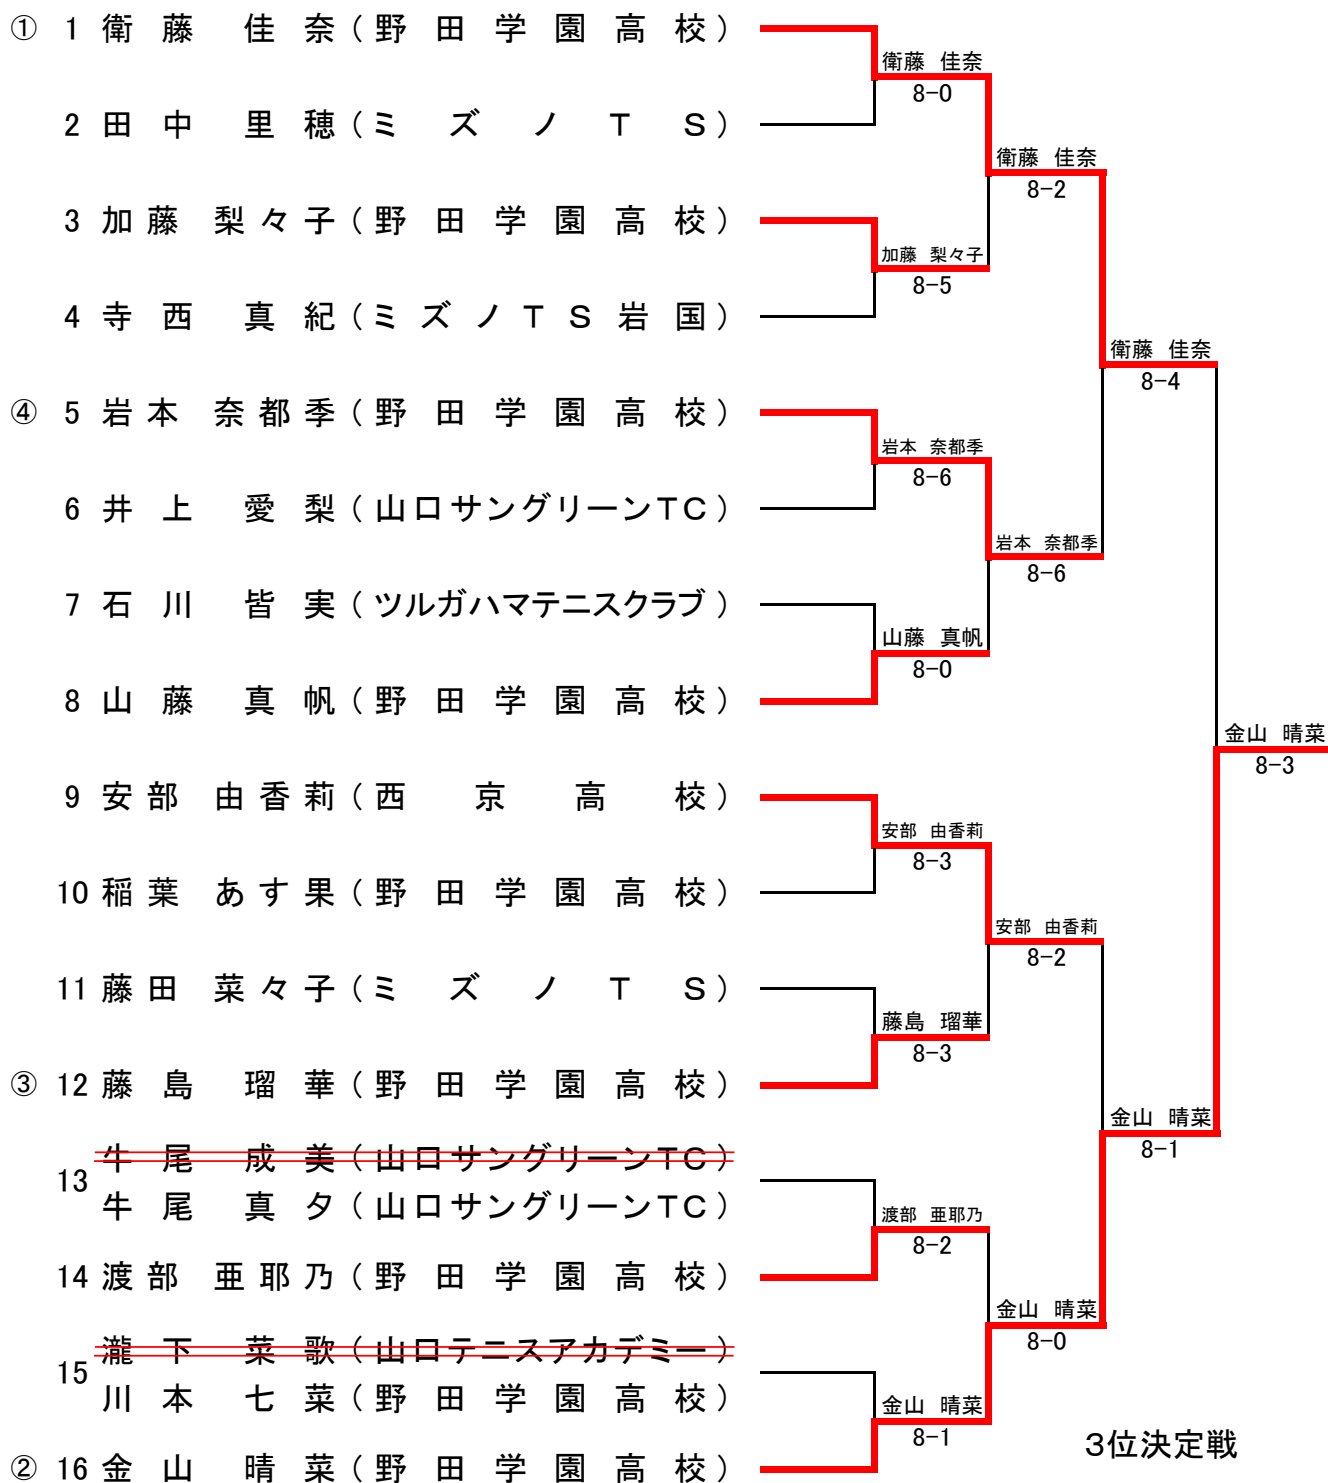 ① 1 衛藤 佳奈（野田学園高校）
衛藤 佳奈
8-0
2 田中 里穂（ミズノＴＳ）
衛藤 佳奈
8-2
3 加藤 梨々子（野田学園高校）
加藤 梨々子
8-5
4 寺西 真紀（ミズノＴＳ岩国）
衛藤 佳奈
8-4
④ 5 岩本 奈都季（野田学園高校）
岩本 奈都季
8-6
6 井上 愛梨（山口サングリーンTC）
岩本 奈都季
8-6
7 石川 皆実（ツルガハマテニスクラブ）
山藤 真帆
8-0
8 山藤 真帆（野田学園高校）
金山 晴菜
8-3
9 安部 由香莉（西京高校）
安部 由香莉
8-3
10 稲葉 あす果（野田学園高校）
安部 由香莉
8-2
11 藤田 菜々子（ミズノＴＳ）
藤島 瑠華
8-3
③ 12 藤島 瑠華（野田学園高校）
金山 晴菜
8-1
牛尾 成美（山口サングリーンTC）
13
牛尾 真夕（山口サングリーンTC）
渡部 亜耶乃
8-2
14 渡部 亜耶乃（野田学園高校）
金山 晴菜
8-0
瀧下 菜歌（山口テニスアカデミー）
15
川本 七菜（野田学園高校）
金山 晴菜
8-1
3位決定戦
② 16 金山 晴菜（野田学園高校）